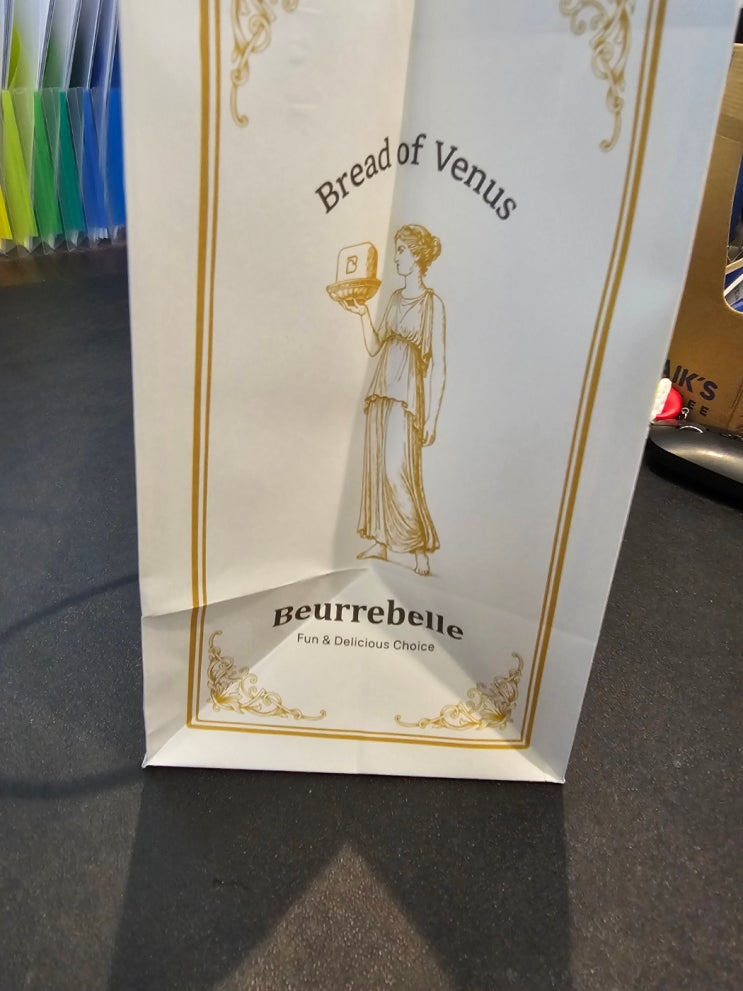 Bread of Venus
B
Beurrebelle
Fun & Delicious Choice